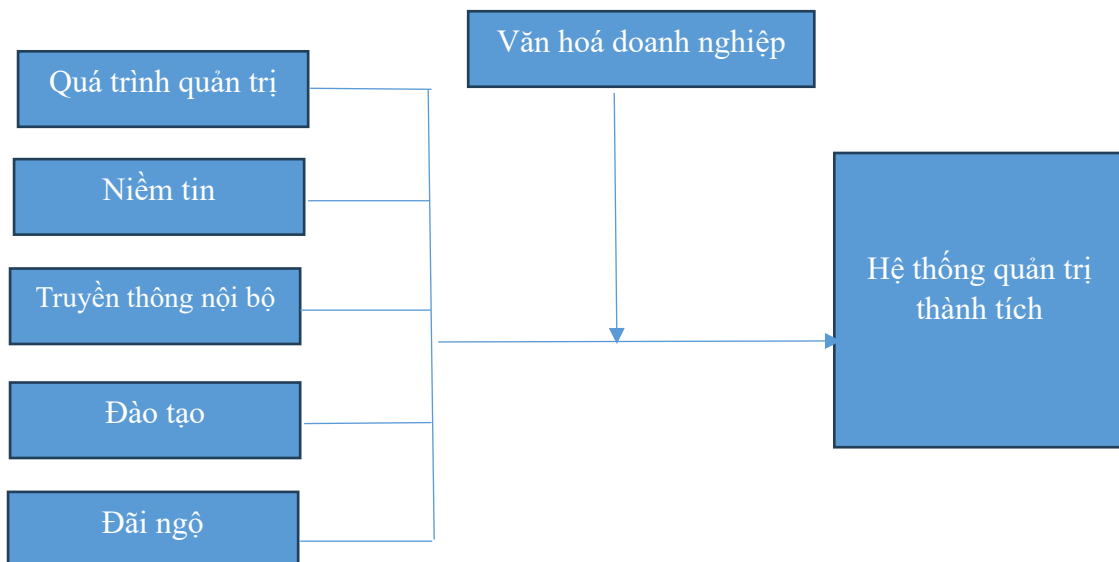 Văn hoá doanh nghiệp
Quá trình quản trị
Niềm tin
Truyền thông nội bộ
Đào tạo
Đãi ngộ
Hệ thống quản trị
thành tích